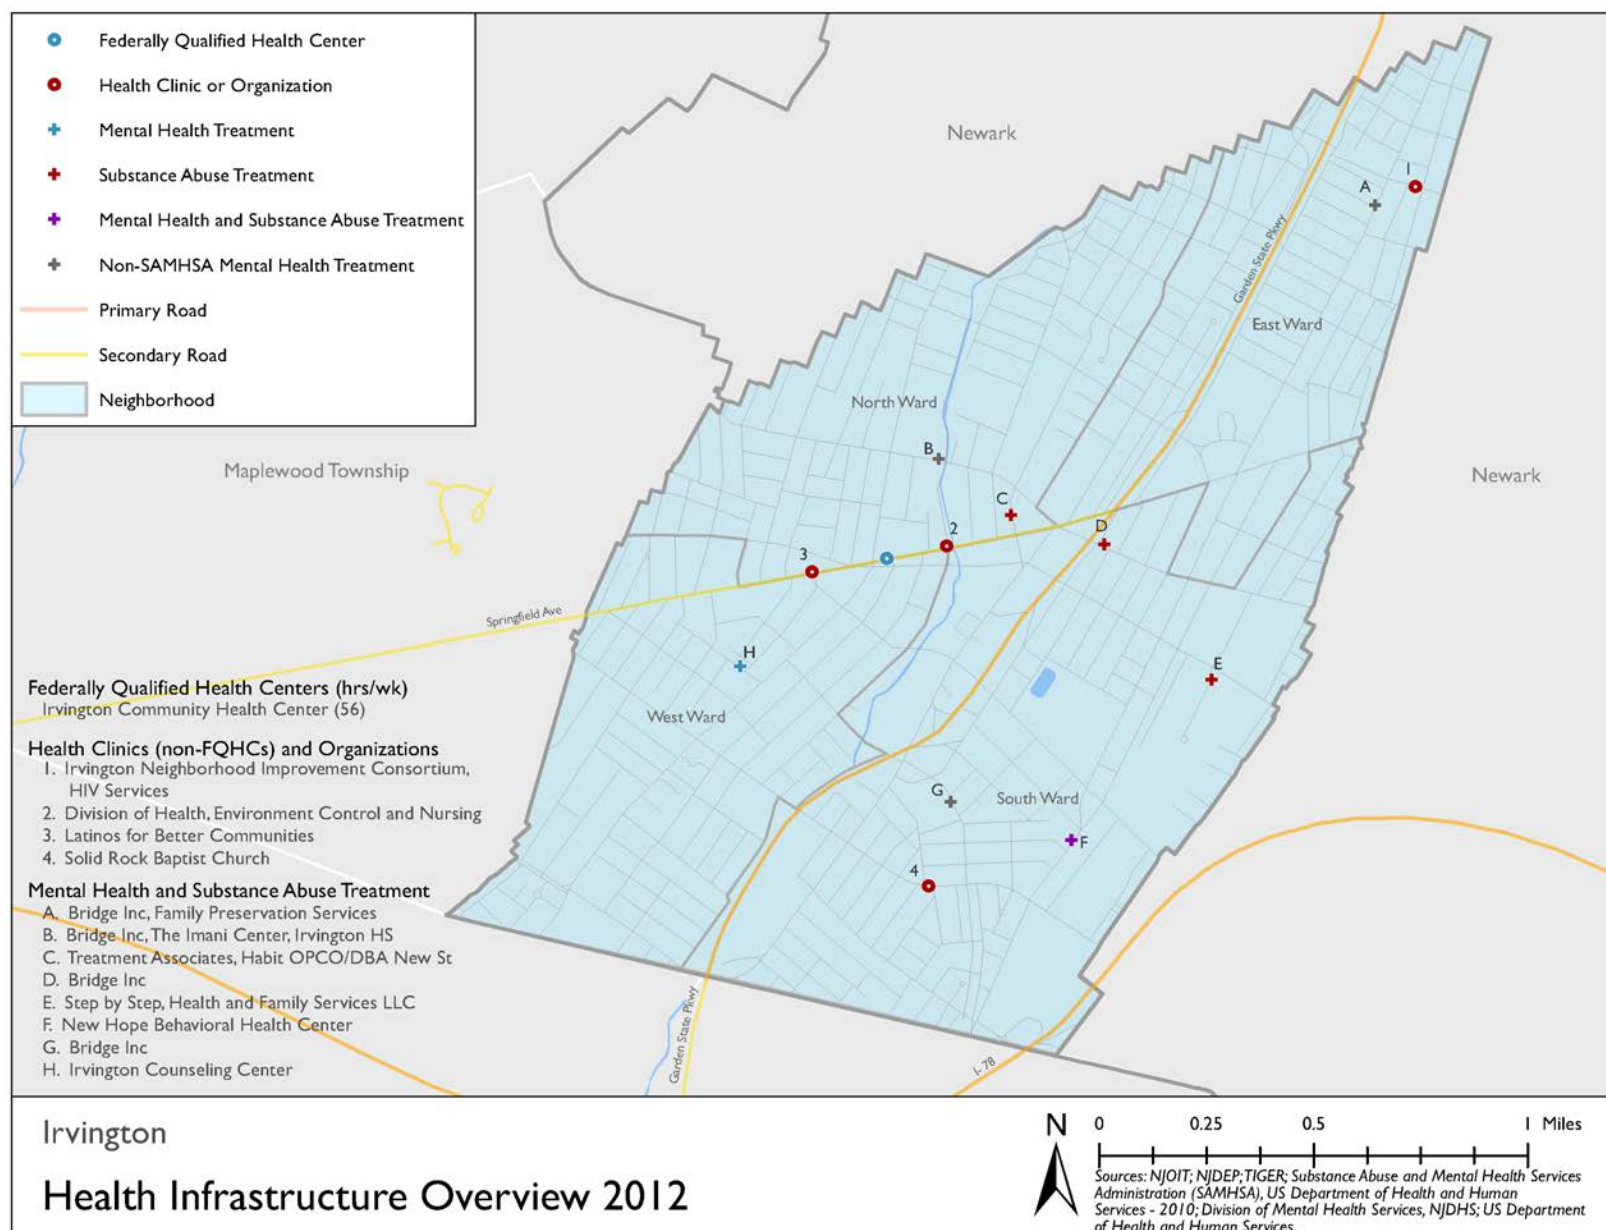 Federally Qualified Health Center
Health Clinic or Organization
Mental Health Treatment
Substance Abuse Treatment
Mental Health and Substance Abuse Treatment
Non-SAMHSA Mental Health Treatment
Primary Road
Secondary Road
Neighborhood
Newark
1
A
Garden State Pkwy
East Ward
North Ward
B
Maplewood Township
Newark
C
D
2
3
Springfield Ave
H
E
West Ward
G
South Ward
F
4
Garden State Pkwy
I-78
Federally Qualified Health Centers (hrs/wk)
Irvington Community Health Center (56)
Health Clinics (non-FQHCs) and Organizations
1. Irvington Neighborhood Improvement Consortium,
HIV Services
2. Division of Health, Environment Control and Nursing
3. Latinos for Better Communities
4. Solid Rock Baptist Church
Mental Health and Substance Abuse Treatment
A. Bridge Inc, Family Preservation Services
B. Bridge Inc, The Imani Center, Irvington HS
C. Treatment Associates, Habit OPCO/DBA New St
D. Bridge Inc
E. Step by Step, Health and Family Services LLC
F. New Hope Behavioral Health Center
G. Bridge Inc
H. Irvington Counseling Center
Irvington
Health Infrastructure Overview 2012
N
0 0.25 0.5 1 Miles
Sources: NJOIT; NJDEP; TIGER; Substance Abuse and Mental Health Services
Administration (SAMHSA), US Department of Health and Human
Services - 2010; Division of Mental Health Services, NJDHS; US Department
of Health and Human Services.